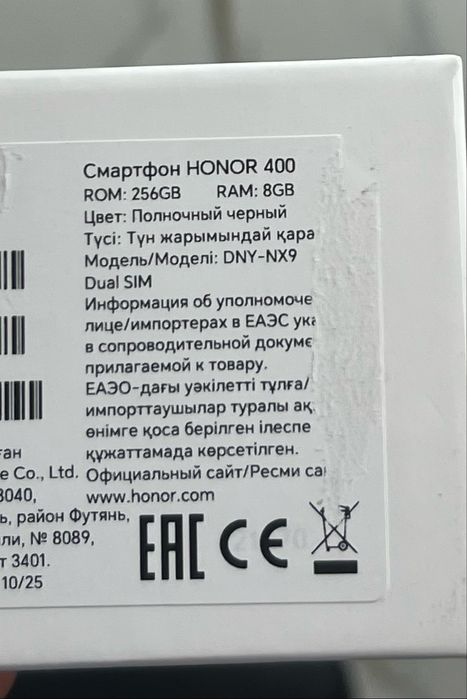 Смартфон HONOR 400
ROM: 256GB RAM: 8GB
Цвет: Полночный черный
Түсі: Түн жарымындай қара
Модель/Моделі: DNY-NX9
Dual SIM
Информация об уполномоче
лице/импортерах в ЕАЭС ука
в сопроводительной докуме
прилагаемой к товару.
ЕАЭО-дағы уәкілетті тұлға/
импорттаушылар туралы ақ
өнімге қоса берілген ілеспе
құжаттамада көрсетілген.
Официальный сайт/Ресми са
www.honor.com
ған
e Co., Ltd.
8040,
ь, район Футянь,
ли, № 8089,
т 3401.
10/25
EAC CE